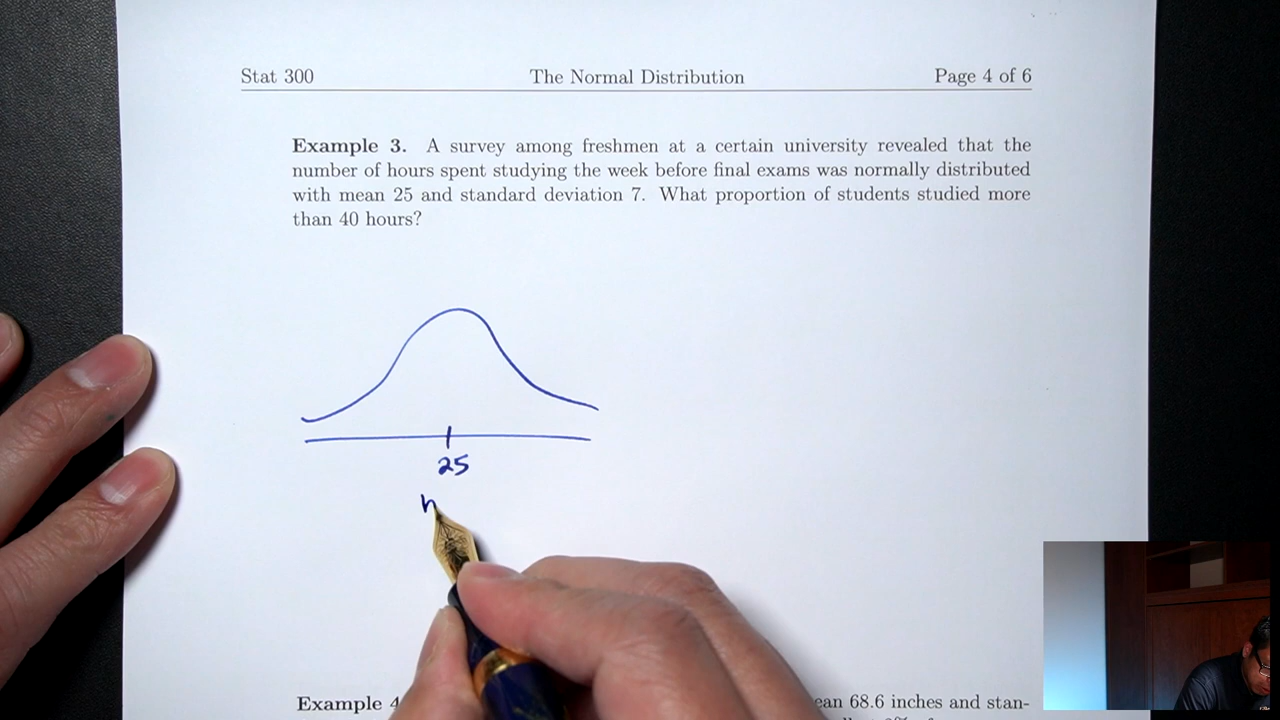 Stat 300 The Normal Distribution Page 4 of 6
Example 3. A survey among freshmen at a certain university revealed that the
number of hours spent studying the week before final exams was normally distributed
with mean 25 and standard deviation 7. What proportion of students studied more
than 40 hours?
25
h
Example 4 ean 68.6 inches and stan-